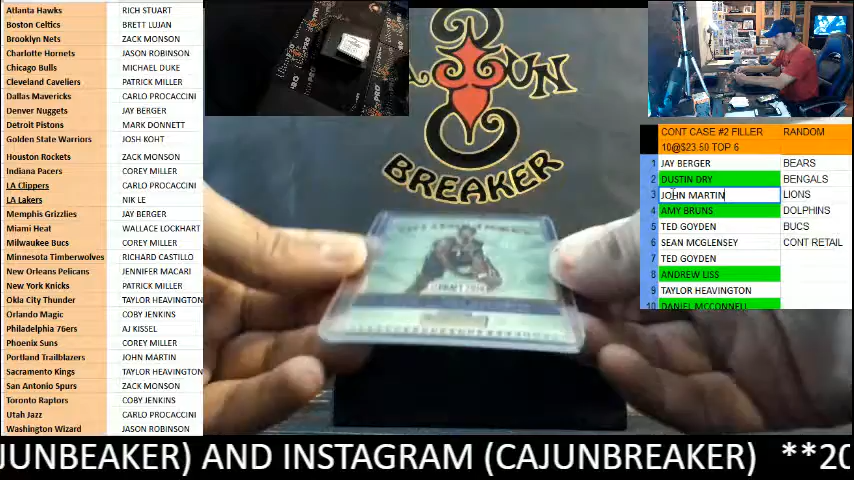 Atlanta Hawks RICH STUART
Boston Celtics BRETT LUJAN
Brooklyn Nets ZACK MONSON
Charlotte Hornets JASON ROBINSON
Chicago Bulls MICHAEL DUKE
Cleveland Caveliers PATRICK MILLER
Dallas Mavericks CARLO PROCACCINI
Denver Nuggets JAY BERGER
Detroit Pistons MARK DONNETT
Golden State Warriors JOSH KOHT
Houston Rockets ZACK MONSON
Indiana Pacers COREY MILLER
LA Clippers CARLO PROCACCINI
LA Lakers NIK LE
Memphis Grizzlies JAY BERGER
Miami Heat WALLACE LOCKHART
Milwaukee Bucs COREY MILLER
Minnesota Timberwolves RICHARD CASTILLO
New Orleans Pelicans JENNIFER MACARI
New York Knicks PATRICK MILLER
Okla City Thunder TAYLOR HEAVINGTON
Orlando Magic COBY JENKINS
Philadelphia 76ers AJ KISSEL
Phoenix Suns COREY MILLER
Portland Trailblazers JOHN MARTIN
Sacramento Kings TAYLOR HEAVINGTON
San Antonio Spurs ZACK MONSON
Toronto Raptors COBY JENKINS
Utah Jazz CARLO PROCACCINI
Washington Wizard JASON ROBINSON
UN
BREAKER
CONT CASE #2 FILLER RANDOM
10@$23.50 TOP 6
1 JAY BERGER BEARS
2 DUSTIN DRY BENGALS
3 JOHN MARTIN LIONS
4 AMY BRUNS DOLPHINS
5 TED GOYDEN BUCS
6 SEAN MCGLENSEY CONT RETAIL
7 TED GOYDEN
8 ANDREW LISS
9 TAYLOR HEAVINGTON
10 DANIEL MCCONNELL
JUNBEAKER) AND INSTAGRAM (CAJUNBREAKER) **20